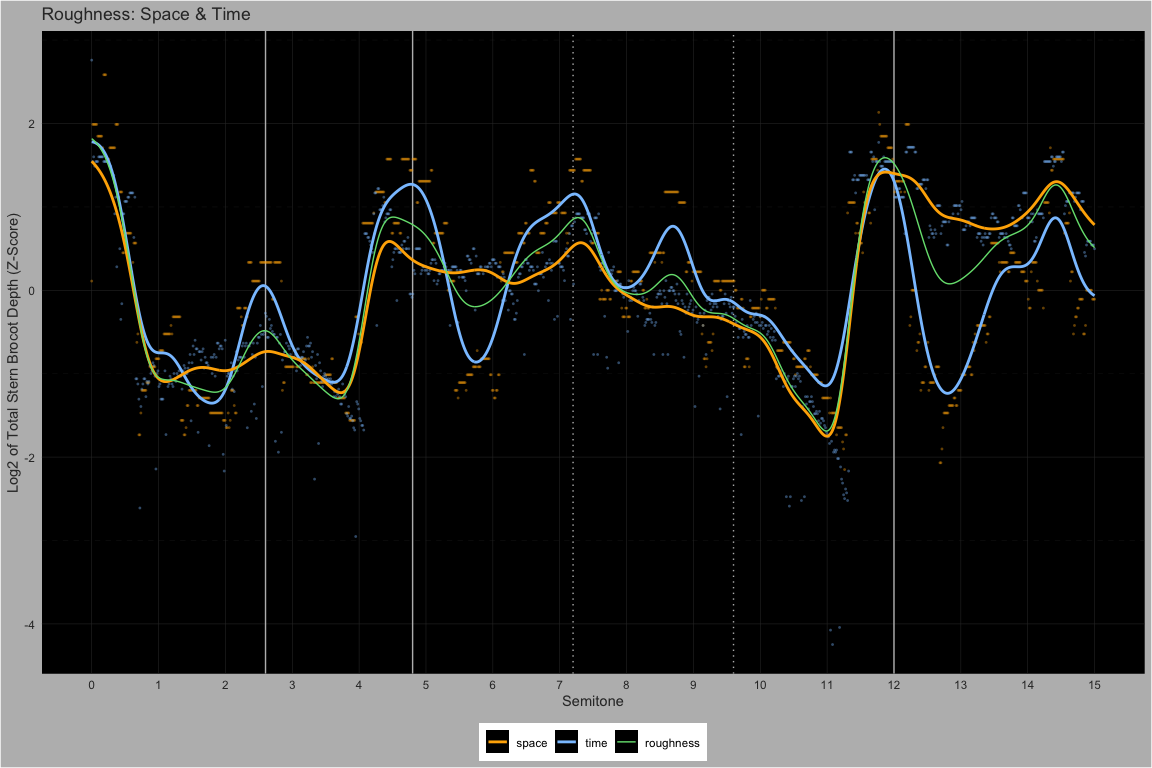 Roughness: Space & Time
Log2 of Total Stern Brocot Depth (Z-Score)
2
0
-2
-4
0 1 2 3 4 5 6 7 8 9 10 11 12 13 14 15
Semitone
space time roughness